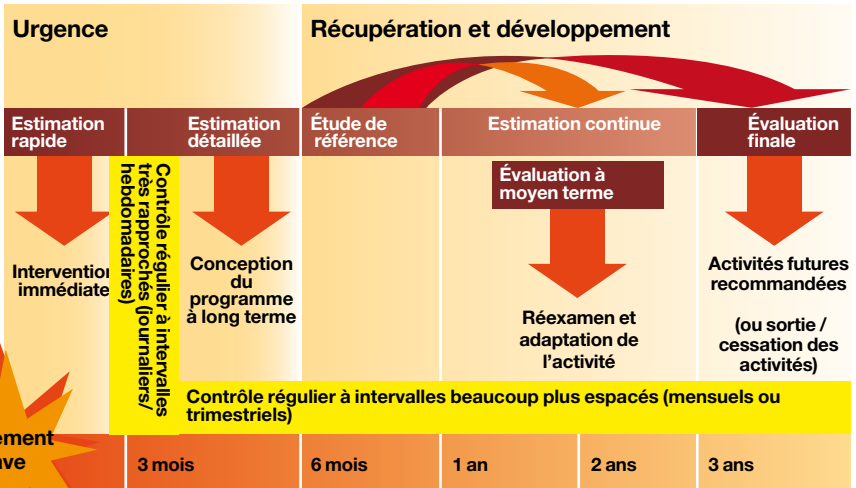 Urgence
Récupération et développement
Estimation
rapide
Estimation
détaillée
Étude de
référence
Estimation continue
Évaluation
finale
Évaluation à
moyen terme
Contrôle régulier à intervalles
très rapprochés (journaliers/
hebdomadaires)
Intervention
immédiate
Conception
du
programme
à long terme
Réexamen et
adaptation de
l’activité
Activités futures
recommandées
(ou sortie /
cessation des
activités)
Contrôle régulier à intervalles beaucoup plus espacés (mensuels ou
trimestriels)
3 mois
6 mois
1 an
2 ans
3 ans